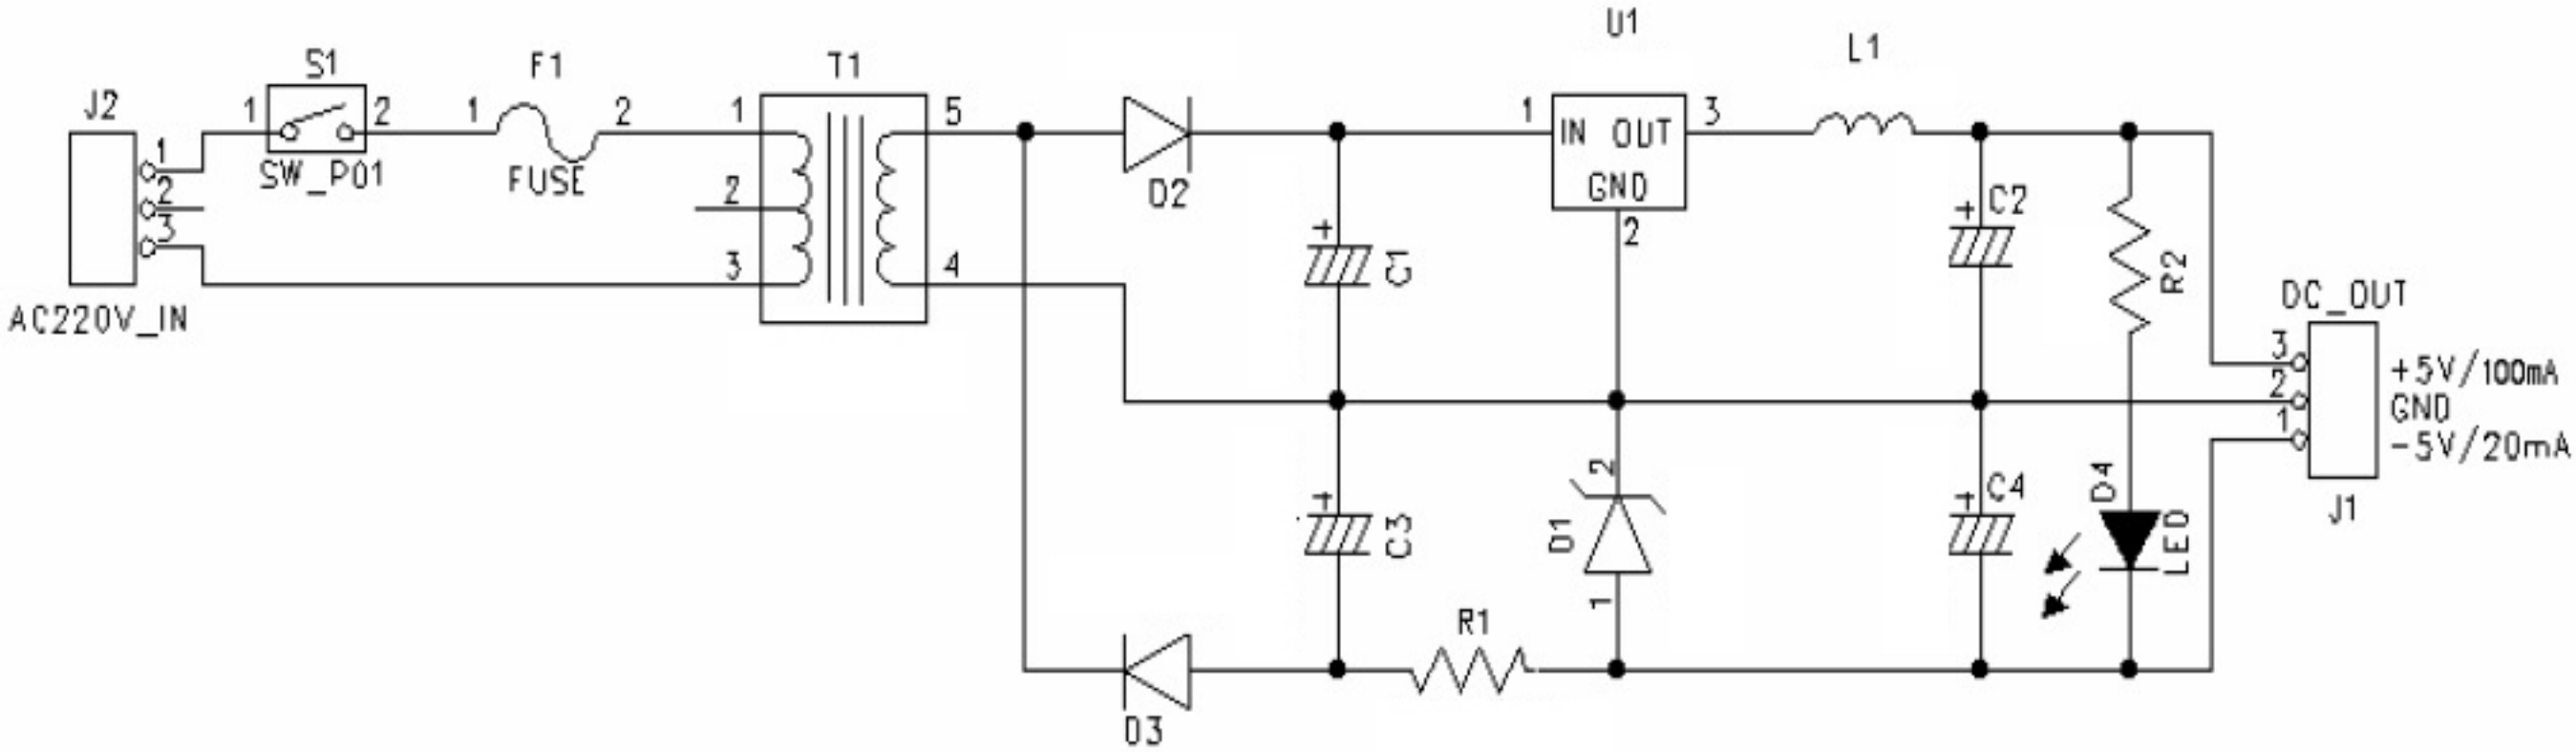 U1
S1
F1
T1
L1
J2
1
2
1
2
1
5
1
IN OUT
3
1
2
3
SW_P01
FUSE
2
D2
GND
2
+
C1
+
C2
R2
3
4
AC220V_IN
DC_OUT
3
2
1
+5V/100mA
GND
-5V/20mA
J1
+
C3
2
D1
1
+
C4
D4
LED
R1
D3